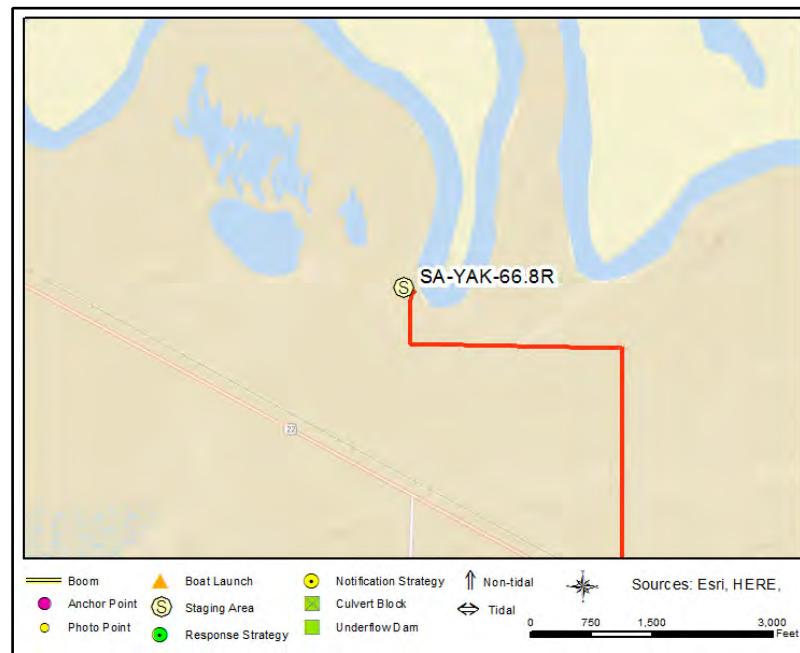 S SA-YAK-66.8R
22
Boom
Anchor Point
Photo Point
Boat Launch
S Staging Area
Response Strategy
Notification Strategy
Culvert Block
Underflow Dam
Non-tidal
Tidal
Sources: Esri, HERE,
0 750 1,500 3,000
Feet